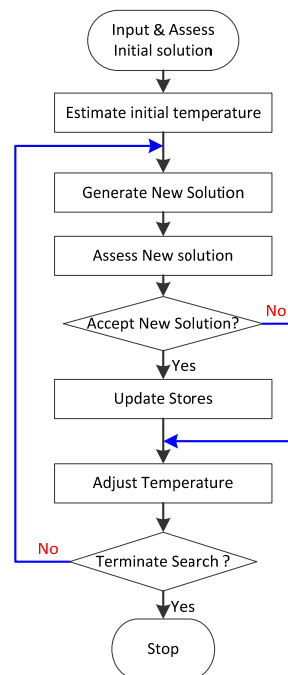 Input & Assess
Initial solution
Estimate initial temperature
Generate New Solution
Assess New solution
Accept New Solution?
No
Yes
Update Stores
Adjust Temperature
Terminate Search ?
No
Yes
Stop